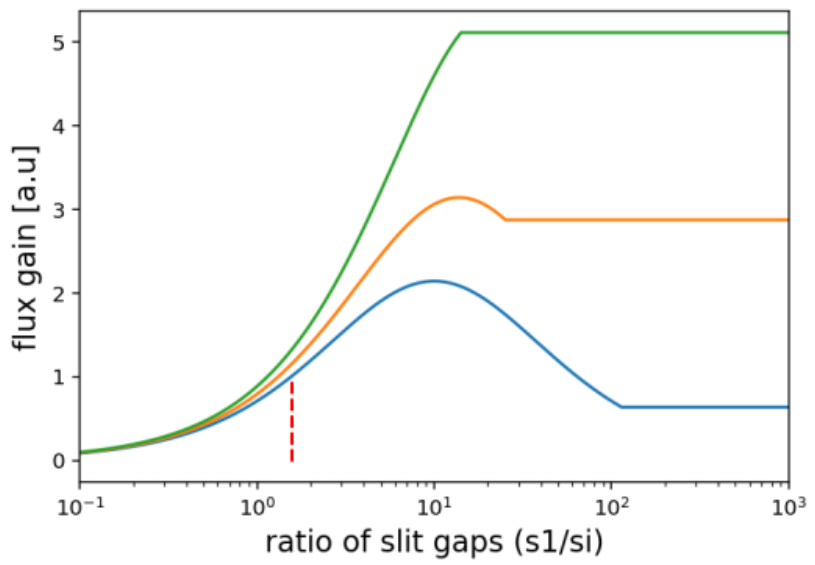 5
4
3
2
1
0
flux gain [a.u]
10⁻¹ 10⁰ 10¹ 10² 10³
ratio of slit gaps (s1/si)